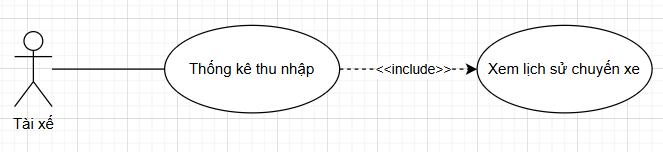 Thống kê thu nhập
<<include>>
Xem lịch sử chuyến xe
Tài xế